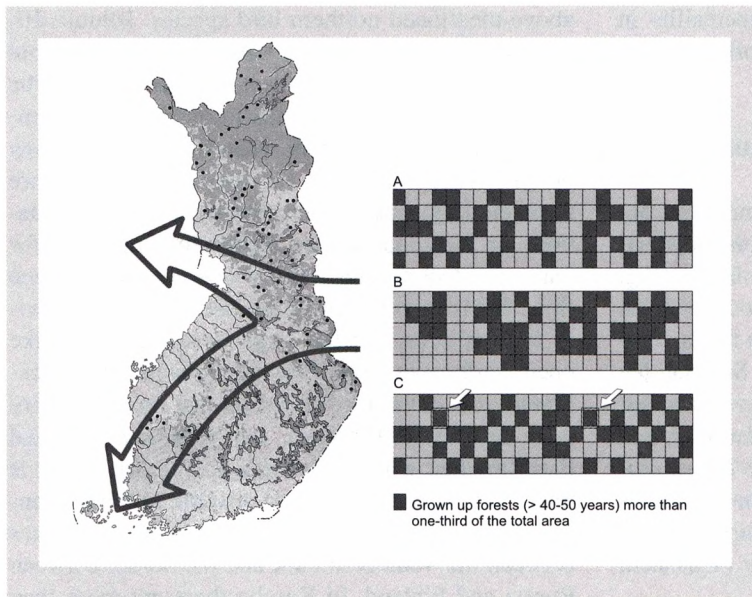 A
B
C
Grown up forests (> 40-50 years) more than
one-third of the total area